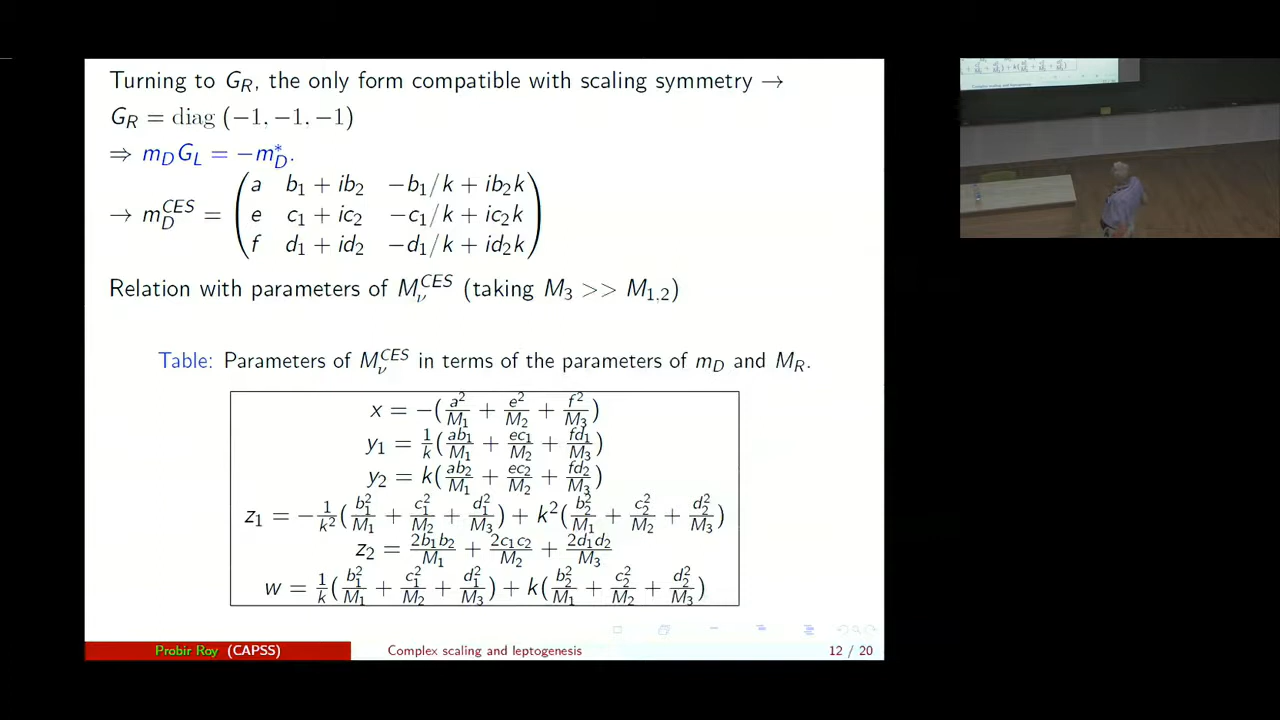 Turning to G_R, the only form compatible with scaling symmetry →
G_R = diag (−1, −1, −1)
⇒ m_D G_L = −m_D^*.
→ m_D^{CES} = ( a   b_1 + ib_2   −b_1/k + ib_2k
e   c_1 + ic_2   −c_1/k + ic_2k
f   d_1 + id_2   −d_1/k + id_2k )
Relation with parameters of M_ν^{CES} (taking M_3 >> M_{1,2})
Table: Parameters of M_ν^{CES} in terms of the parameters of m_D and M_R.
x = −(a^2/M_1 + e^2/M_2 + f^2/M_3)
y_1 = 1/k(ab_1/M_1 + ec_1/M_2 + fd_1/M_3)
y_2 = k(ab_2/M_1 + ec_2/M_2 + fd_2/M_3)
z_1 = −1/k^2(b_1^2/M_1 + c_1^2/M_2 + d_1^2/M_3) + k^2(b_2^2/M_1 + c_2^2/M_2 + d_2^2/M_3)
z_2 = 2b_1b_2/M_1 + 2c_1c_2/M_2 + 2d_1d_2/M_3
w = 1/k(b_1^2/M_1 + c_1^2/M_2 + d_1^2/M_3) + k(b_2^2/M_1 + c_2^2/M_2 + d_2^2/M_3)
Probir Roy (CAPSS)   Complex scaling and leptogenesis   12 / 20